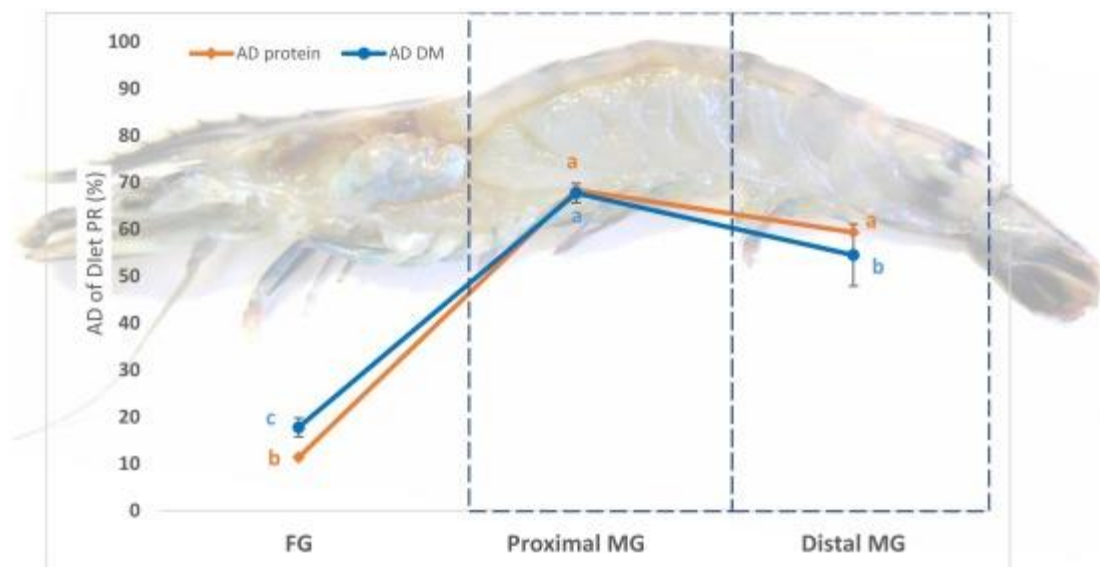 100
AD protein
AD DM
90
80
70
60
50
40
30
20
10
0
AD of DIet PR (%)
a
a
a
b
c
b
FG
Proximal MG
Distal MG